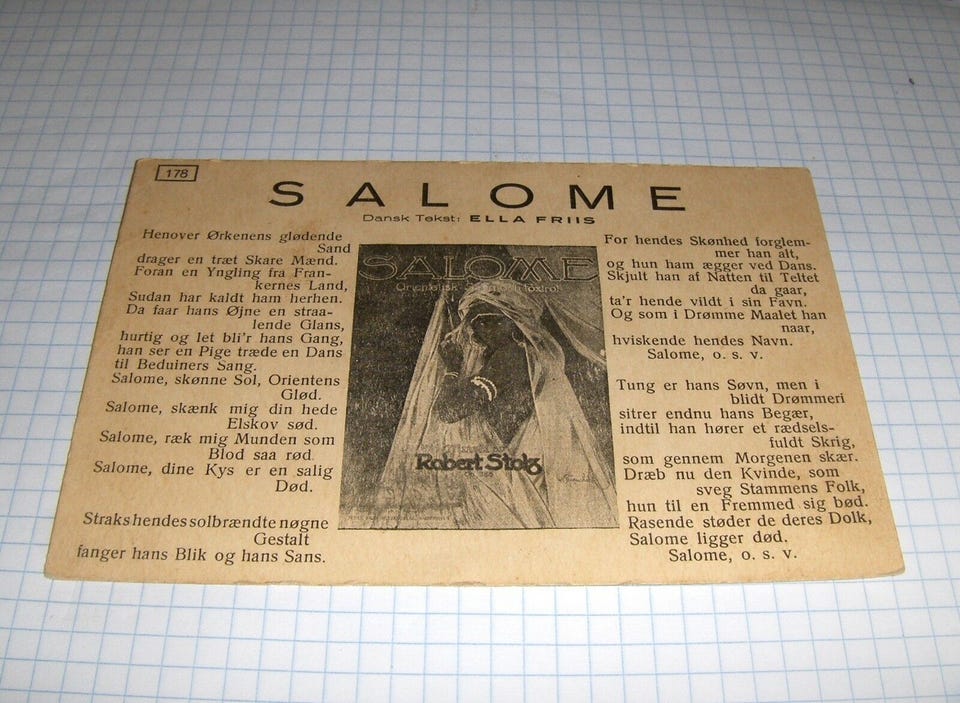 178
SALOME
Dansk Tekst: ELLA FRIIS
Henover Ørkenens glødende
Sand
drager en træt Skare Mænd.
Foran en Yngling fra Fran-
kernes Land,
Sudan har kaldt ham herhen.
Da faar hans Øjne en straa-
lende Glans,
hurtig og let bli'r hans Gang,
han ser en Pige træde en Dans
til Beduiners Sang.
Salome, skønne Sol, Orientens
Glød.
Salome, skænk mig din hede
Elskov sød.
Salome, ræk mig Munden som
Blod saa rød
Salome, dine Kys er en salig
Død.
Straks hendes solbrændte nøgne
Gestalt
fanger hans Blik og hans Sans.
SALOME
Orientalisk
foxtrot
Robert Stolz
For hendes Skønhed forglem-
mer han alt,
og hun ham ægger ved Dans.
Skjult han af Natten til Teltet
da gaar,
ta'r hende vildt i sin Favn.
Og som i Drømme Maalet han
naar,
hviskende hendes Navn.
Salome, o. s. v.
Tung er hans Søvn, men i
blidt Drømmeri
sitrer endnu hans Begær,
indtil han hører et rædsels-
fuldt Skrig,
som gennem Morgenen skær.
Dræb nu den Kvinde, som
sveg Stammens Folk,
hun til en Fremmed sig bød.
Rasende støder de deres Dolk,
Salome ligger død.
Salome, o. s. v.